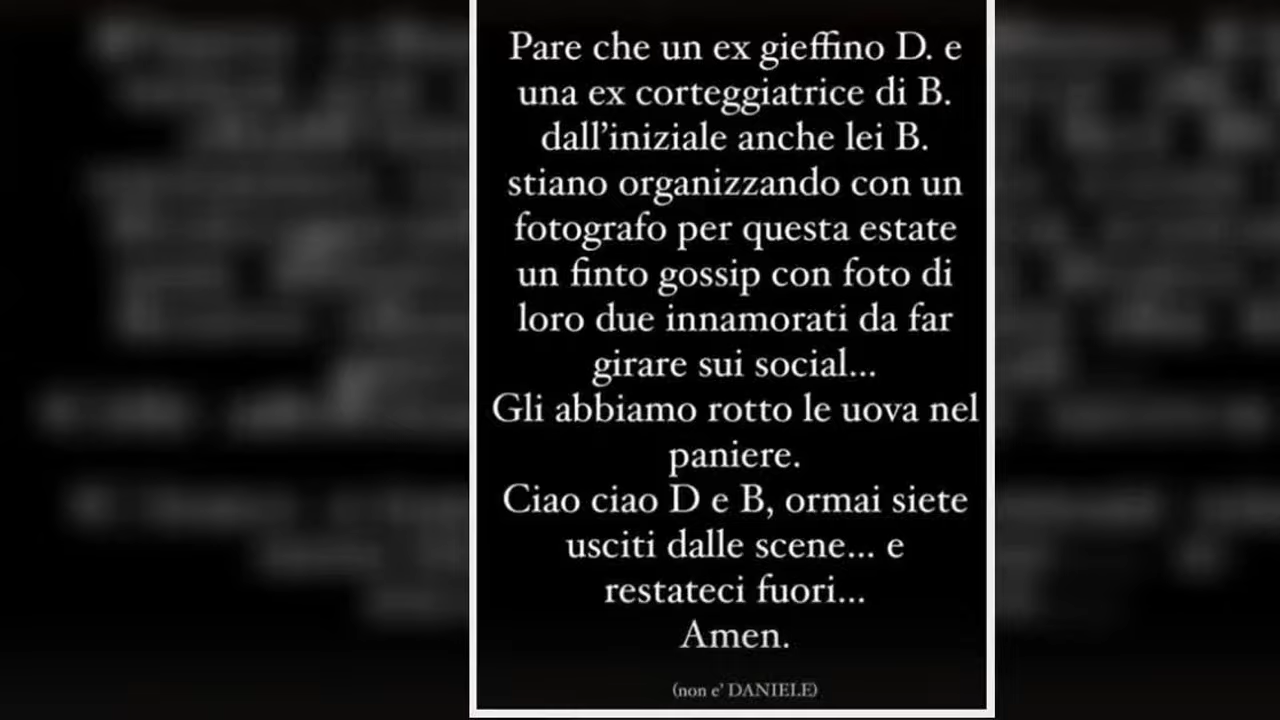 Pare che un ex gieffino D. e
una ex corteggiatrice di B.
dall'iniziale anche lei B.
stiano organizzando con un
fotografo per questa estate
un finto gossip con foto di
loro due innamorati da far
girare sui social...
Gli abbiamo rotto le uova nel
paniere.
Ciao ciao D e B, ormai siete
usciti dalle scene... e
restateci fuori...
Amen.
(non e' DANIELE)